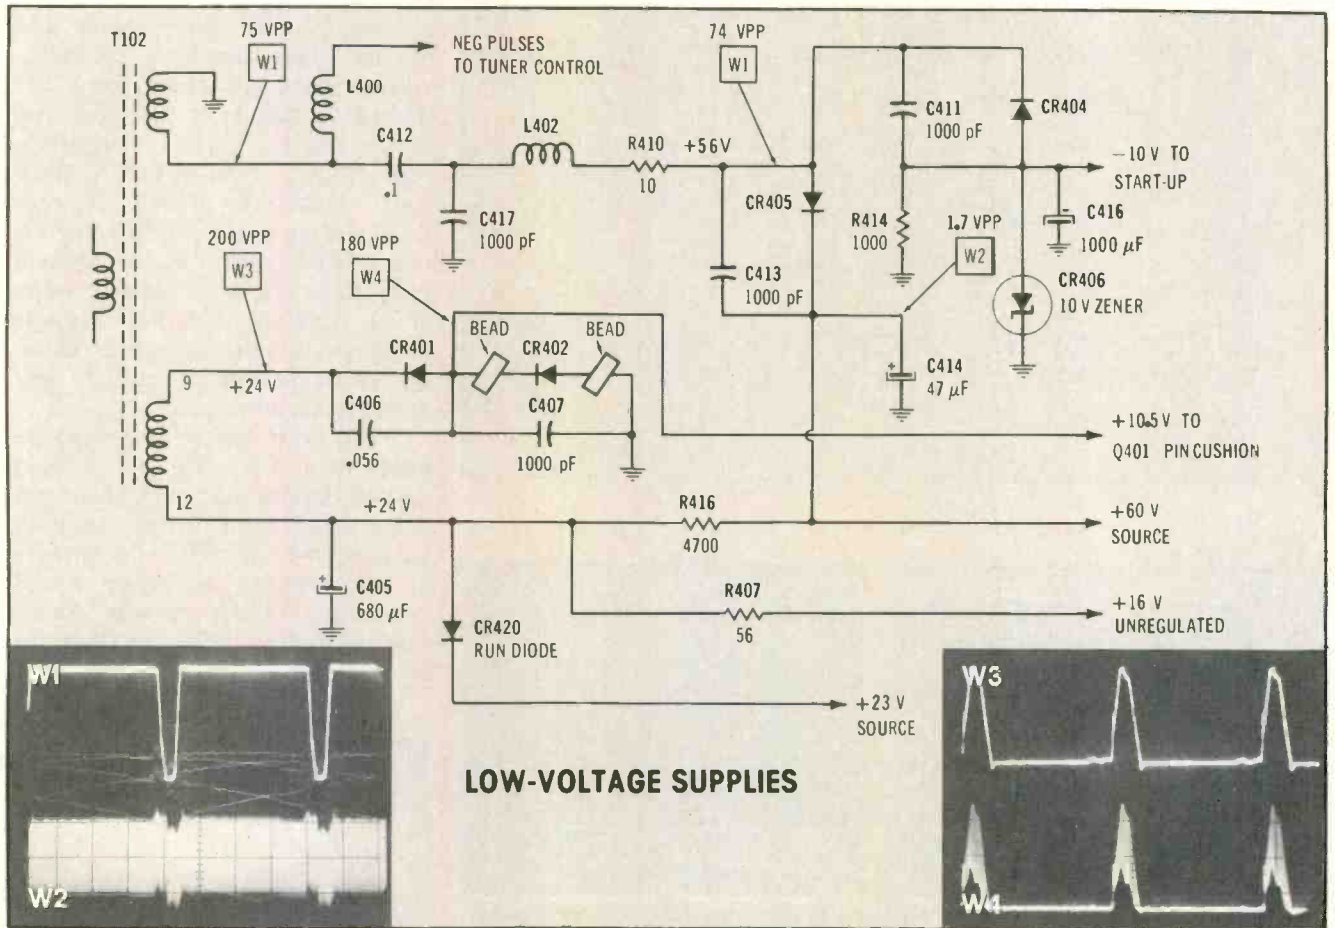 T102
75 VPP
W1
L400
NEG PULSES
TO TUNER CONTROL
74 VPP
W1
C412
.1
L402
R410
10
+56V
C411
1000 pF
CR404
C417
1000 pF
CR405
R414
1000
−10 V TO
START-UP
C416
1000 µF
200 VPP
W3
180 VPP
W4
C413
1000 pF
1.7 VPP
W2
CR406
10 V ZENER
BEAD
BEAD
CR401
CR402
9
+24 V
C406
.056
C407
1000 pF
C414
47 µF
+10.5V TO
Q401 PINCUSHION
12
+24 V
R416
4700
+60 V
SOURCE
C405
680 µF
R407
56
+16 V
UNREGULATED
CR420
RUN DIODE
+23 V
SOURCE
LOW-VOLTAGE SUPPLIES
W1
W2
W3
W4